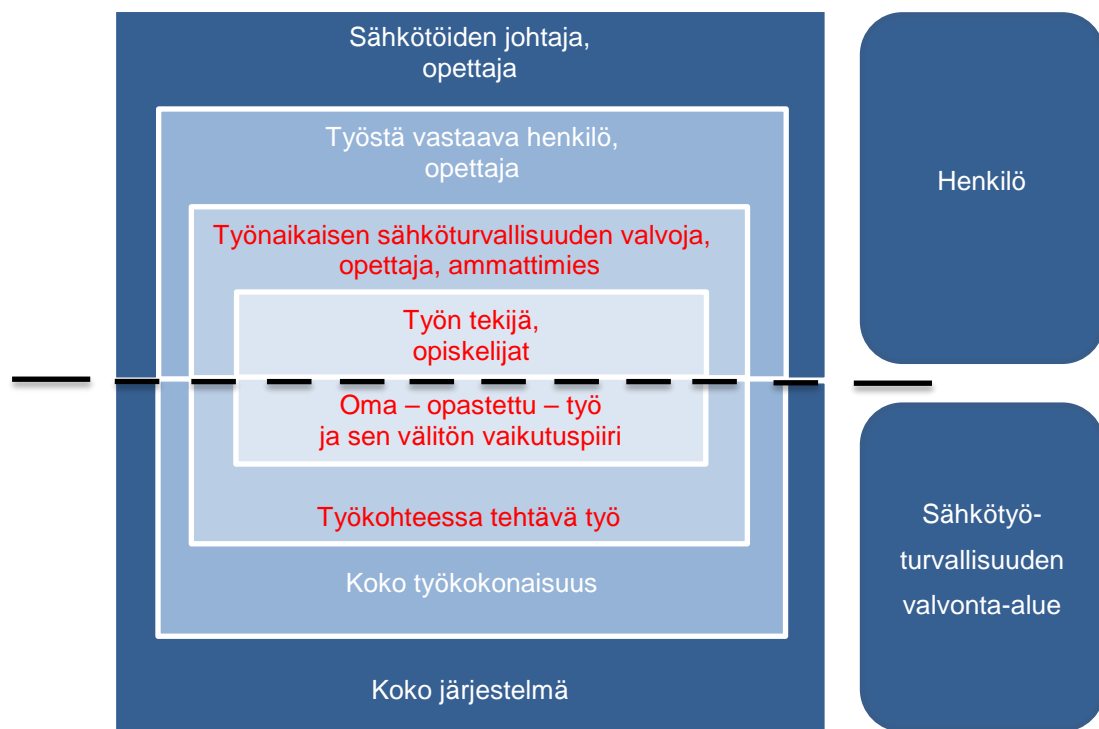 Sähkötöiden johtaja,
opettaja
Työstä vastaava henkilö,
opettaja
Työnaikaisen sähköturvallisuuden valvoja,
opettaja, ammattimies
Työn tekijä,
opiskelijat
Oma – opastettu – työ
ja sen välitön vaikutuspiiri
Työkohteessa tehtävä työ
Koko työkokonaisuus
Koko järjestelmä
Henkilö
Sähkötyö-
turvallisuuden
valvonta-alue